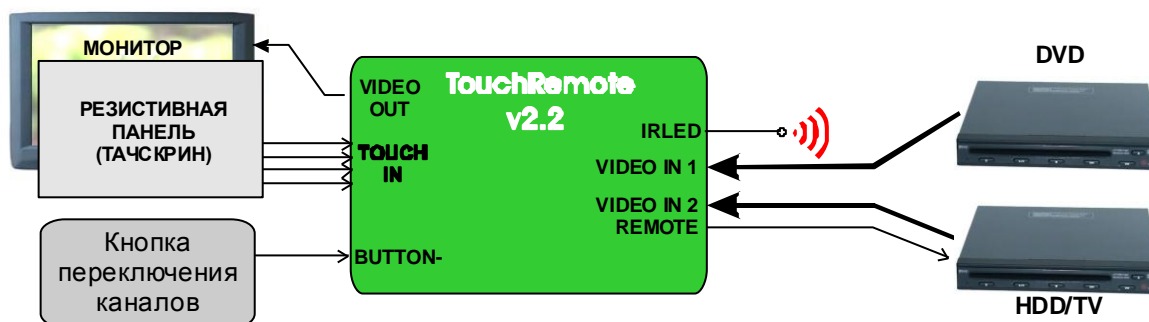 МОНИТОР
РЕЗИСТИВНАЯ
ПАНЕЛЬ
(ТАЧСКРИН)
Кнопка
переключения
каналов
VIDEO
OUT
TOUCH
IN
BUTTON-
TouchRemote
v2.2
IRLED
VIDEO IN 1
VIDEO IN 2
REMOTE
DVD
HDD/TV